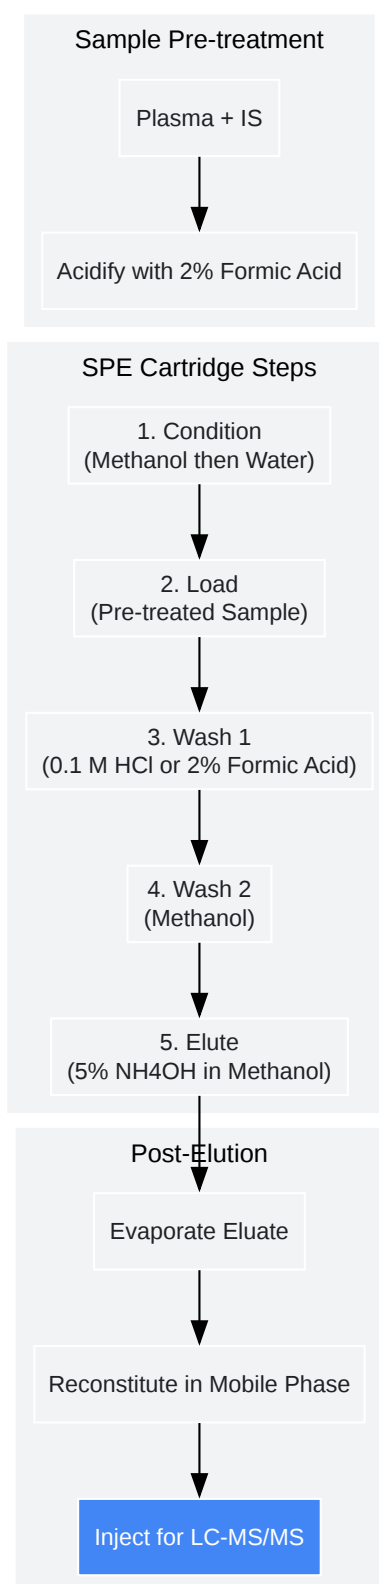 Sample Pre-treatment
Plasma + IS
Acidify with 2% Formic Acid
SPE Cartridge Steps
1. Condition
(Methanol then Water)
2. Load
(Pre-treated Sample)
3. Wash 1
(0.1 M HCl or 2% Formic Acid)
4. Wash 2
(Methanol)
5. Elute
(5% NH4OH in Methanol)
Post-Elution
Evaporate Eluate
Reconstitute in Mobile Phase
Inject for LC-MS/MS